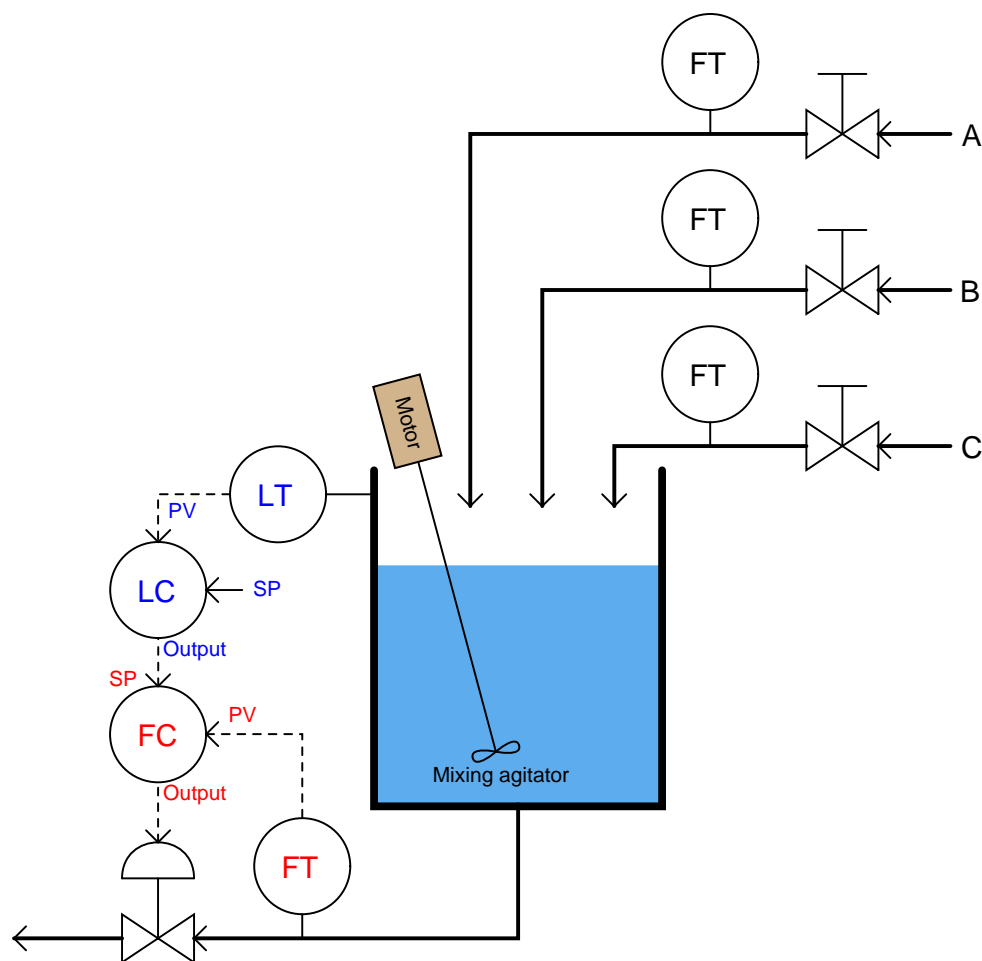 FT
A
FT
B
FT
C
Motor
LT
PV
LC
SP
Output
SP
FC
PV
Mixing agitator
Output
FT